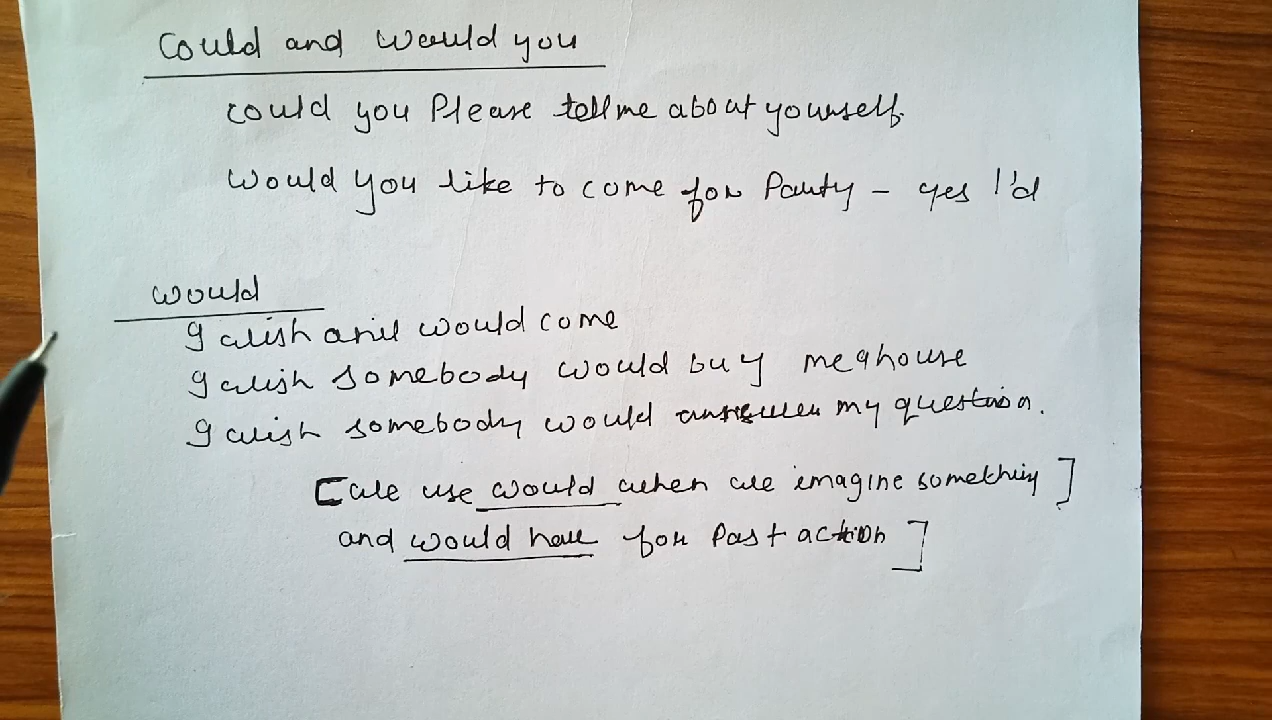 Could and would you
could you Please tell me about yourself.
would you like to come for Party - yes I'd
would
I wish anil would come
I wish somebody would buy me a house
I wish somebody would answer my question.
[ we use would when we imagine something ]
and would have for Past action ]